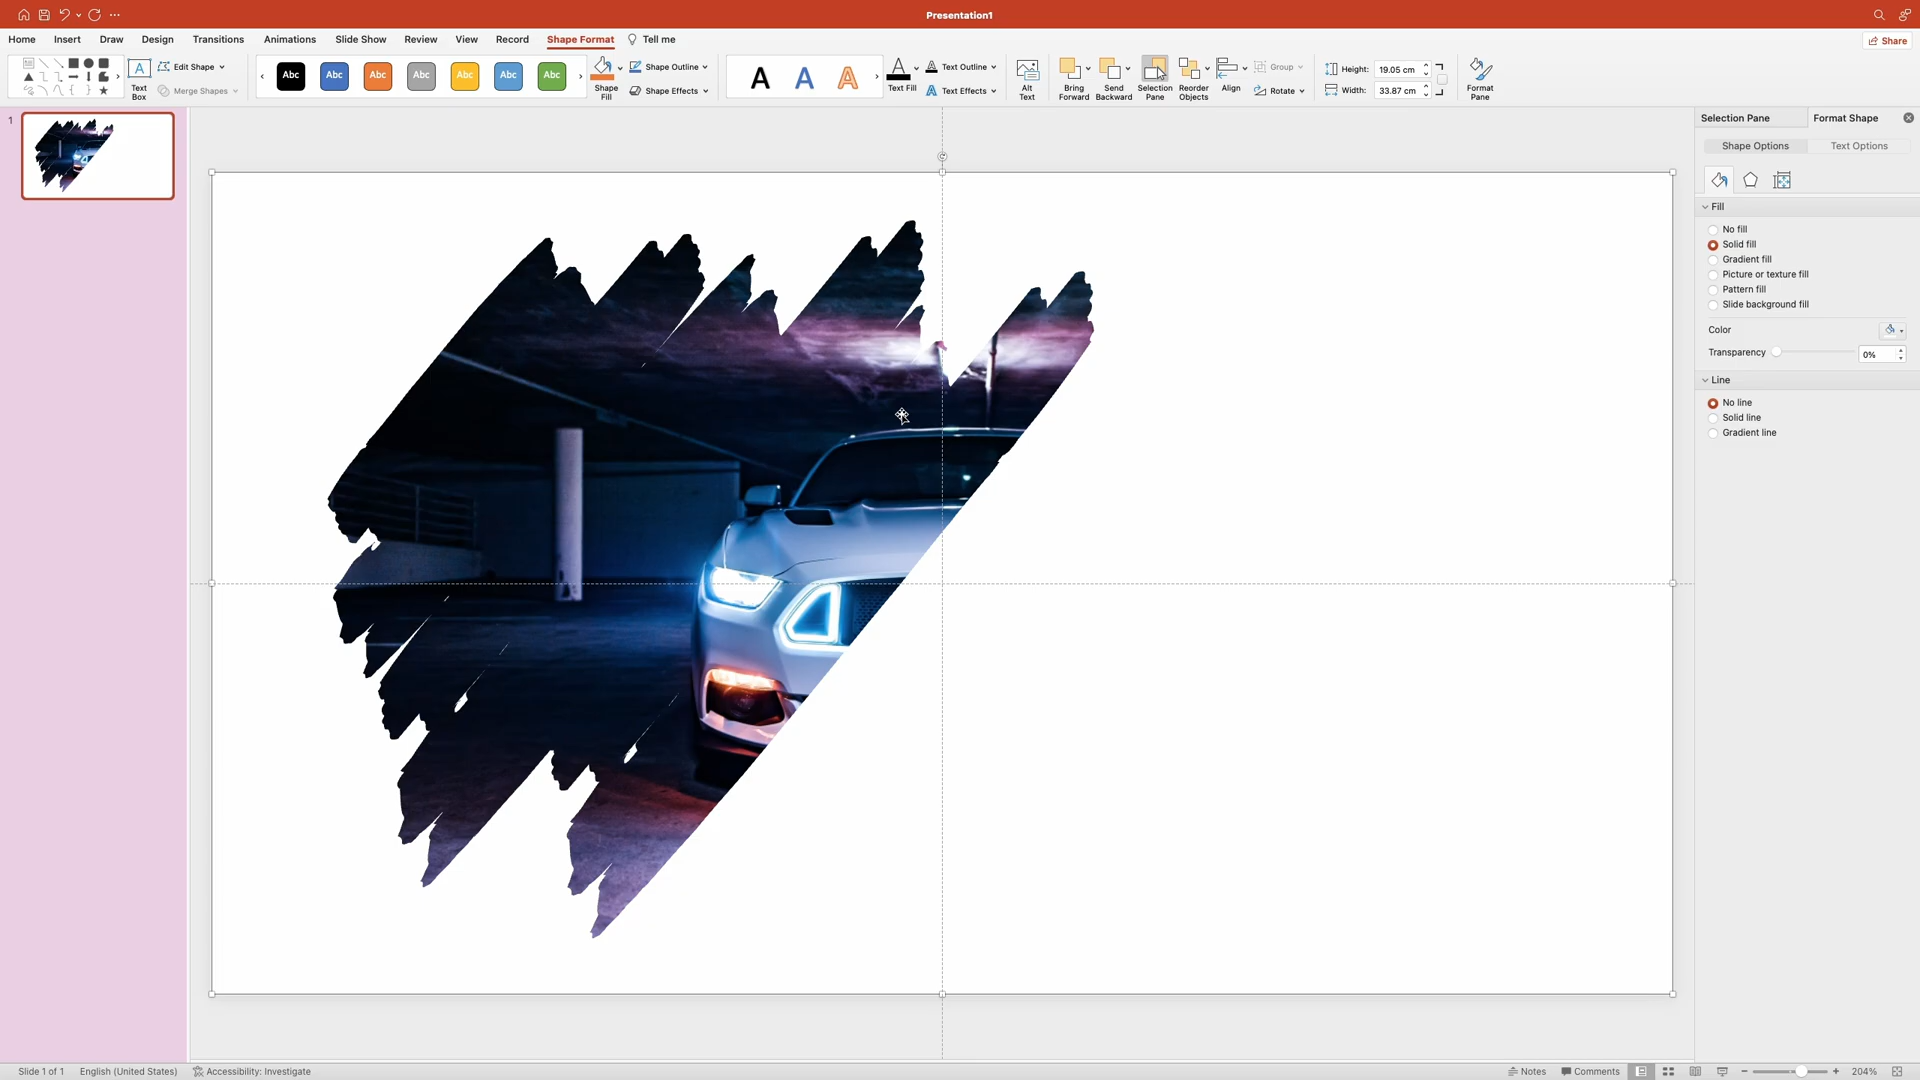 Presentation1
Home Insert Draw Design Transitions Animations Slide Show Review View Record Shape Format Tell me
Share
Text Box
Edit Shape
Merge Shapes
Abc Abc Abc Abc Abc Abc Abc
Shape Fill
Shape Outline
Shape Effects
A A A
Text Fill
Text Outline
Text Effects
Alt Text
Bring Forward
Send Backward
Selection Pane
Reorder Objects
Align
Group
Rotate
Height: 19.05 cm
Width: 33.87 cm
Format Pane
1
Selection Pane Format Shape
Shape Options Text Options
Fill
No fill
Solid fill
Gradient fill
Picture or texture fill
Pattern fill
Slide background fill
Color
Transparency 0%
Line
No line
Solid line
Gradient line
Slide 1 of 1 English (United States) Accessibility: Investigate Notes Comments 204%